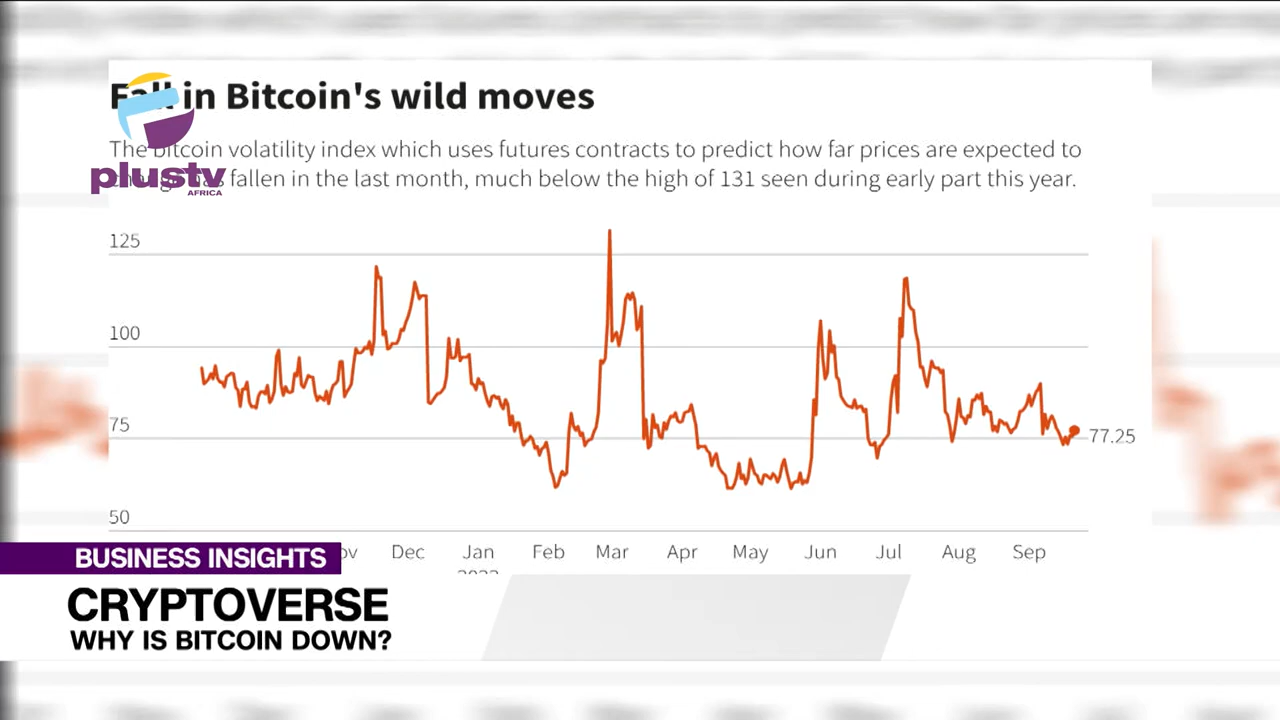 Fall in Bitcoin's wild moves
The bitcoin volatility index which uses futures contracts to predict how far prices are expected to
fallen in the last month, much below the high of 131 seen during early part this year.
plustv
AFRICA
125
100
75
77.25
50
Dec Jan Feb Mar Apr May Jun Jul Aug Sep
BUSINESS INSIGHTS
CRYPTOVERSE
WHY IS BITCOIN DOWN?